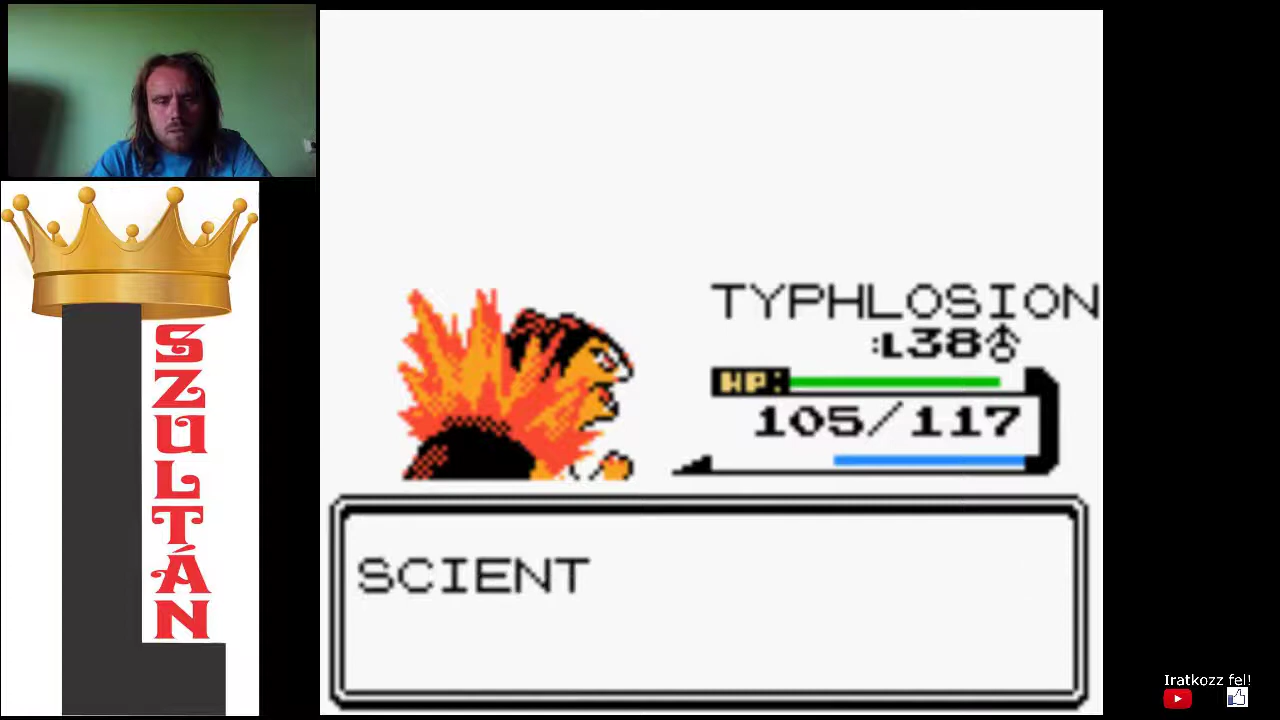 SZULTÁN
TYPHLOSION
:L38♂
HP:
105/117
SCIENT
Iratkozz fel!